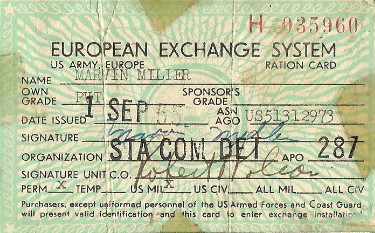 H 035960
EUROPEAN EXCHANGE SYSTEM
US ARMY, EUROPE RATION CARD
NAME MARVIN MILLER
OWN GRADE PVT SPONSOR'S GRADE
DATE ISSUED 1 SEP 55 ASN AGO US51312973
SIGNATURE
ORGANIZATION STA COM DET APO 287
SIGNATURE UNIT C.O. Robert
PERM x TEMP US MIL x US CIV. ALL MIL ALL CIV.
Purchasers, except uniformed personnel of the US Armed Forces and Coast Guard
will present valid identification and this card to enter exchange installations